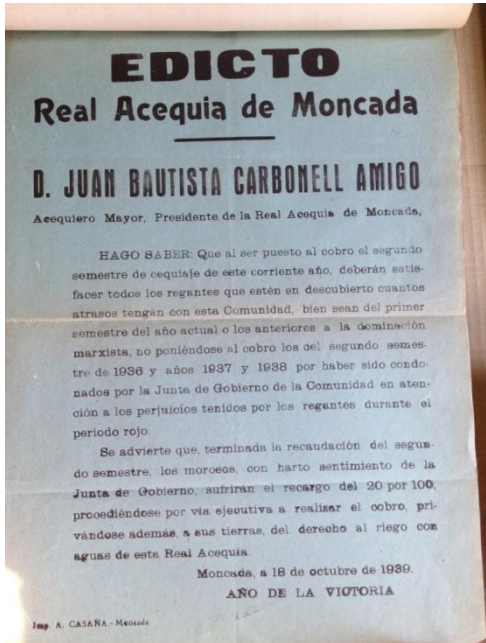 EDICTO
Real Acequia de Moncada
D. JUAN BAUTISTA CARBONELL AMIGO
Acequiero Mayor, Presidente de la Real Acequia de Moncada,
HAGO SABER: Que al ser puesto al cobro el segundo
semestre de cequiaje de este corriente año, deberán satis-
facer todos los regantes que estén en descubierto cuantos
atrasos tengan con esta Comunidad, bien sean del primer
semestre del año actual o los anteriores a la dominación
marxista, no poniéndose al cobro los del segundo semes-
tre de 1936 y años 1937 y 1938 por haber sido condo-
nados por la Junta de Gobierno de la Comunidad en aten-
ción a los perjuicios tenidos por los regantes durante el
periodo rojo.
Se advierte que, terminada la recaudación del segun-
do semestre, los morosos, con harto sentimiento de la
Junta de Gobierno, sufrirán el recargo del 20 por 100,
procediéndose por vía ejecutiva a realizar el cobro, pri-
vándose además, a sus tierras, del derecho al riego con
aguas de esta Real Acequia.
Moncada, a 18 de octubre de 1939.
AÑO DE LA VICTORIA
Imp. A. CASAÑA.-Moncada